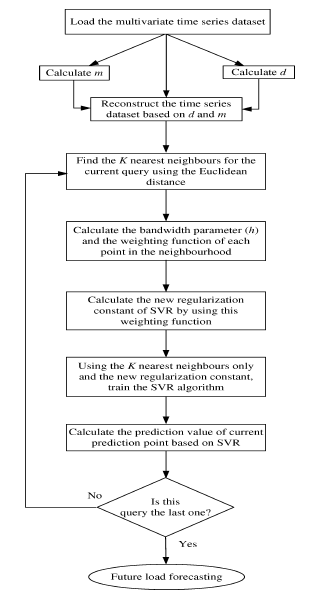 Load the multivariate time series dataset
Calculate m
Calculate d
Reconstruct the time series
dataset based on d and m
Find the K nearest neighbours for the
current query using the Euclidean
distance
Calculate the bandwidth parameter (h)
and the weighting function of each
point in the neighbourhood
Calculate the new regularization
constant of SVR by using this
weighting function
Using the K nearest neighbours only
and the new regularization constant,
train the SVR algorithm
Calculate the prediction value of current
prediction point based on SVR
No
Is this
query the last one?
Yes
Future load forecasting